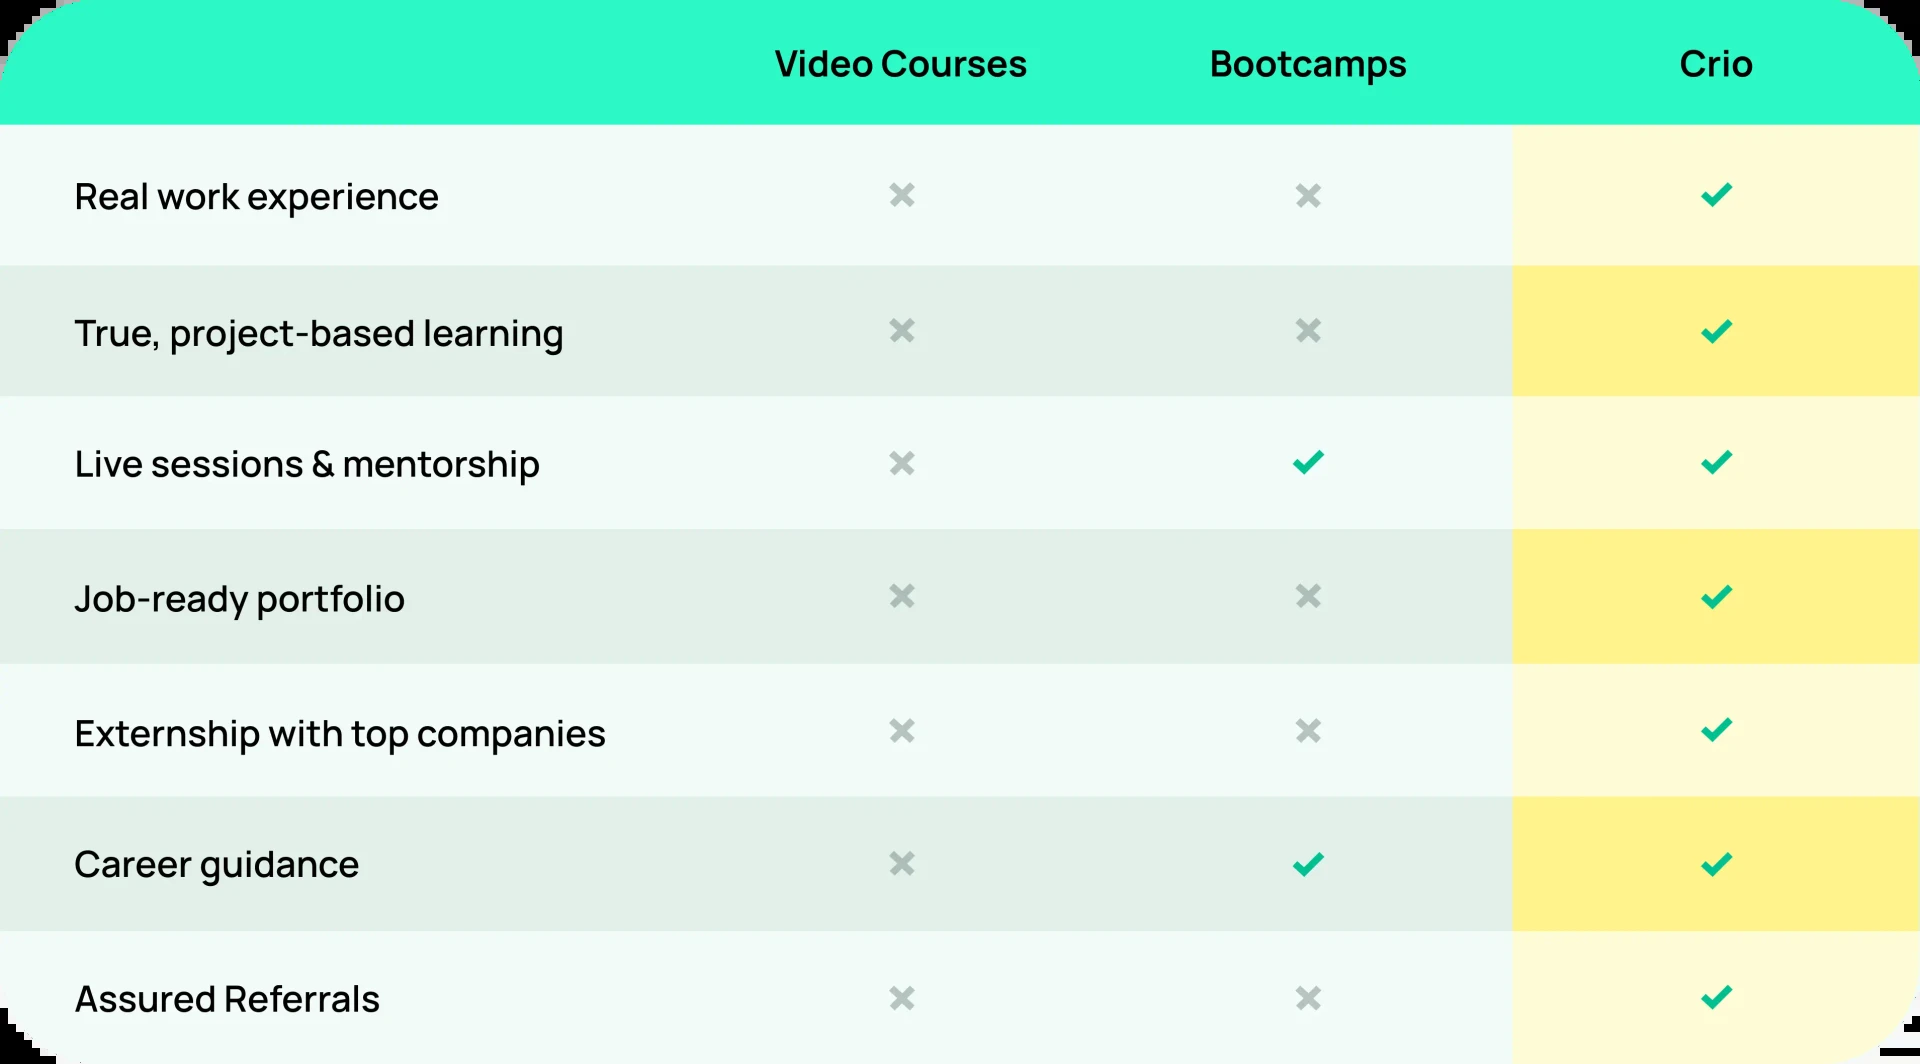 Video Courses Bootcamps Crio
Real work experience
True, project-based learning
Live sessions & mentorship
Job-ready portfolio
Externship with top companies
Career guidance
Assured Referrals